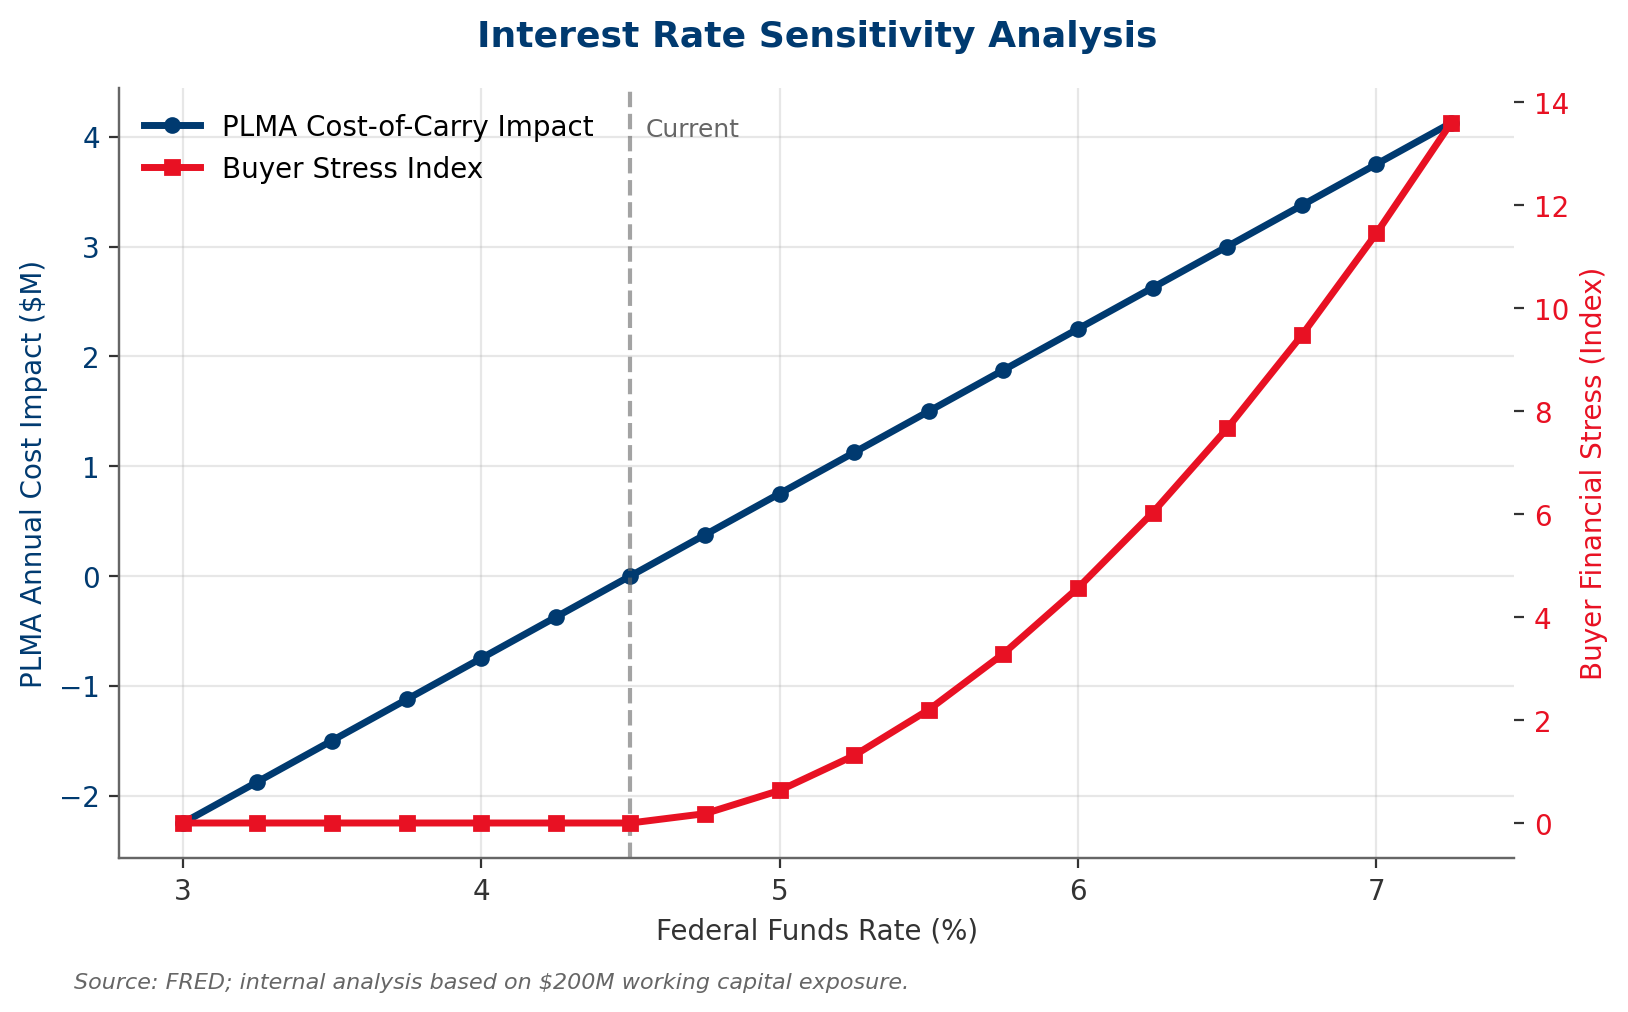 Interest Rate Sensitivity Analysis
PLMA Cost-of-Carry Impact
Buyer Stress Index
Current
PLMA Annual Cost Impact ($M)
4
3
2
1
0
−1
−2
14
12
10
8
6
4
2
0
Buyer Financial Stress (Index)
3 4 5 6 7
Federal Funds Rate (%)
Source: FRED; internal analysis based on $200M working capital exposure.